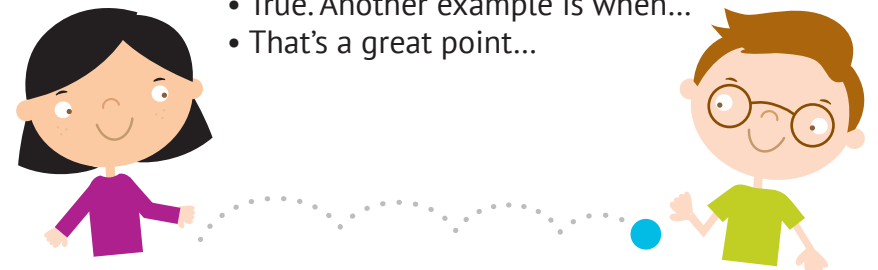 • True. Another example is when...
• That's a great point...